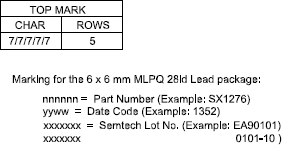 TOP MARK
CHAR ROWS
7/7/7/7/7 5
Marking for the 6 x 6 mm MLPQ 28ld Lead package:
nnnnnn = Part Number (Example: SX1276)
yyww = Date Code (Example: 1352)
xxxxxxx = Semtech Lot No. (Example: EA90101)
xxxxxxx 0101-10 )